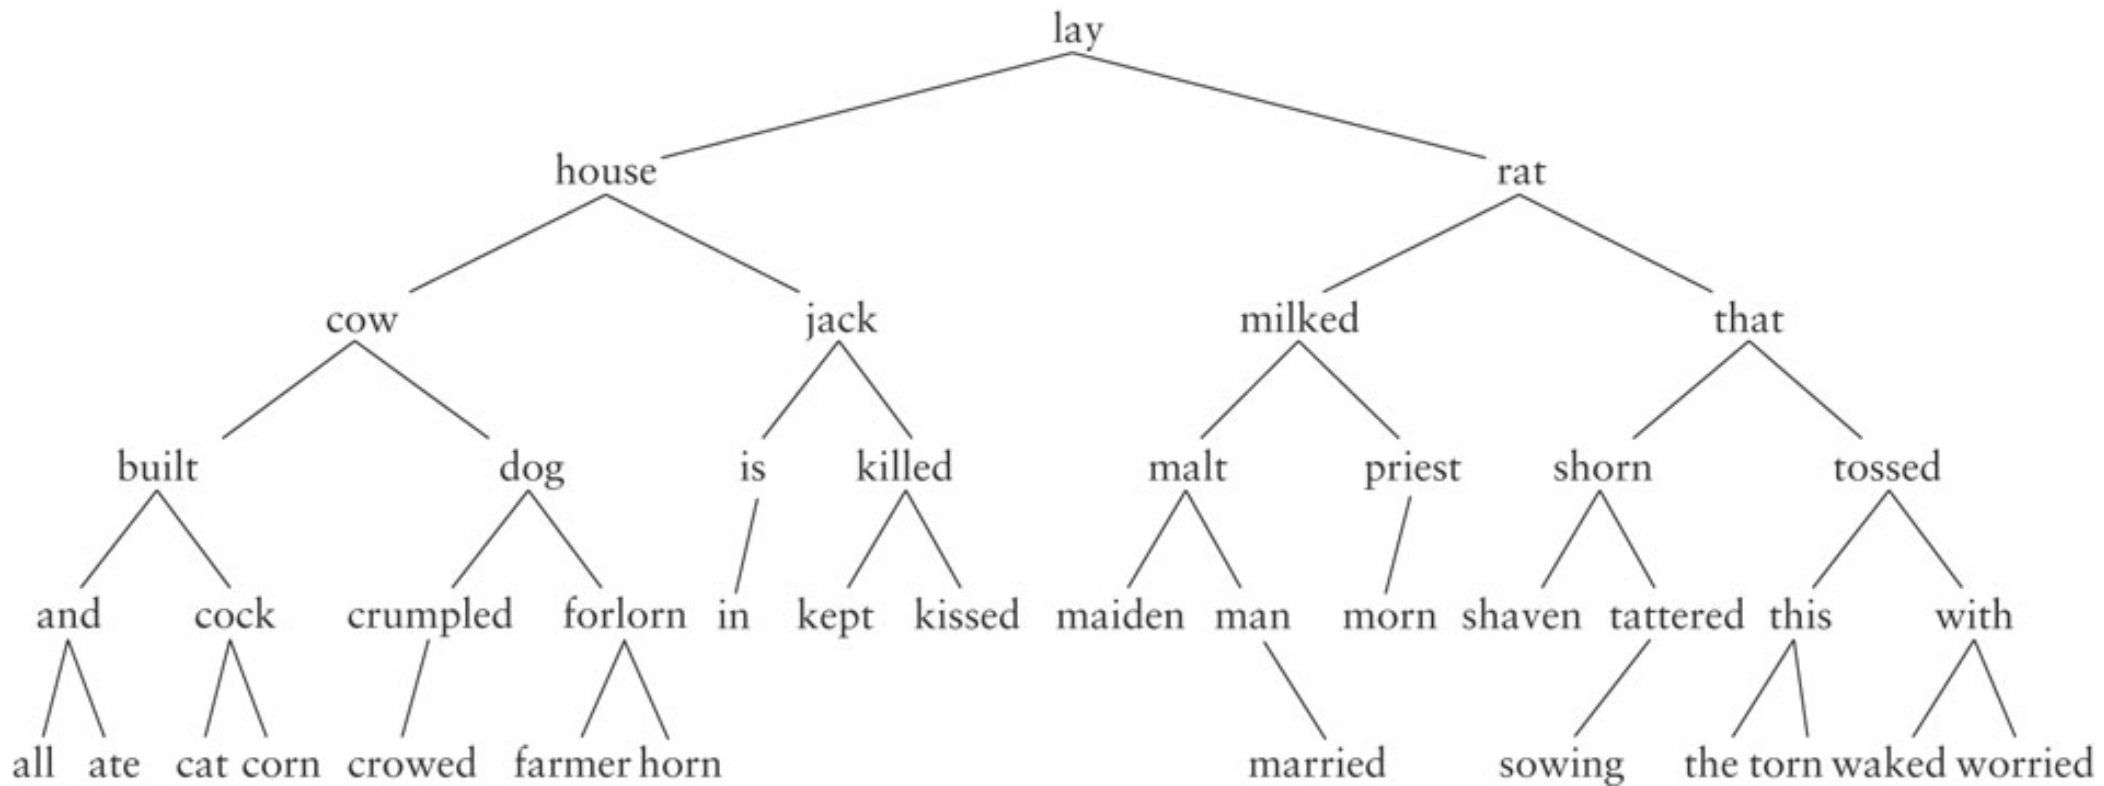 lay
house rat
cow jack milked that
built dog is killed malt priest shorn tossed
and cock crumpled forlorn in kept kissed maiden man morn shaven tattered this with
all ate cat corn crowed farmer horn married sowing the torn waked worried